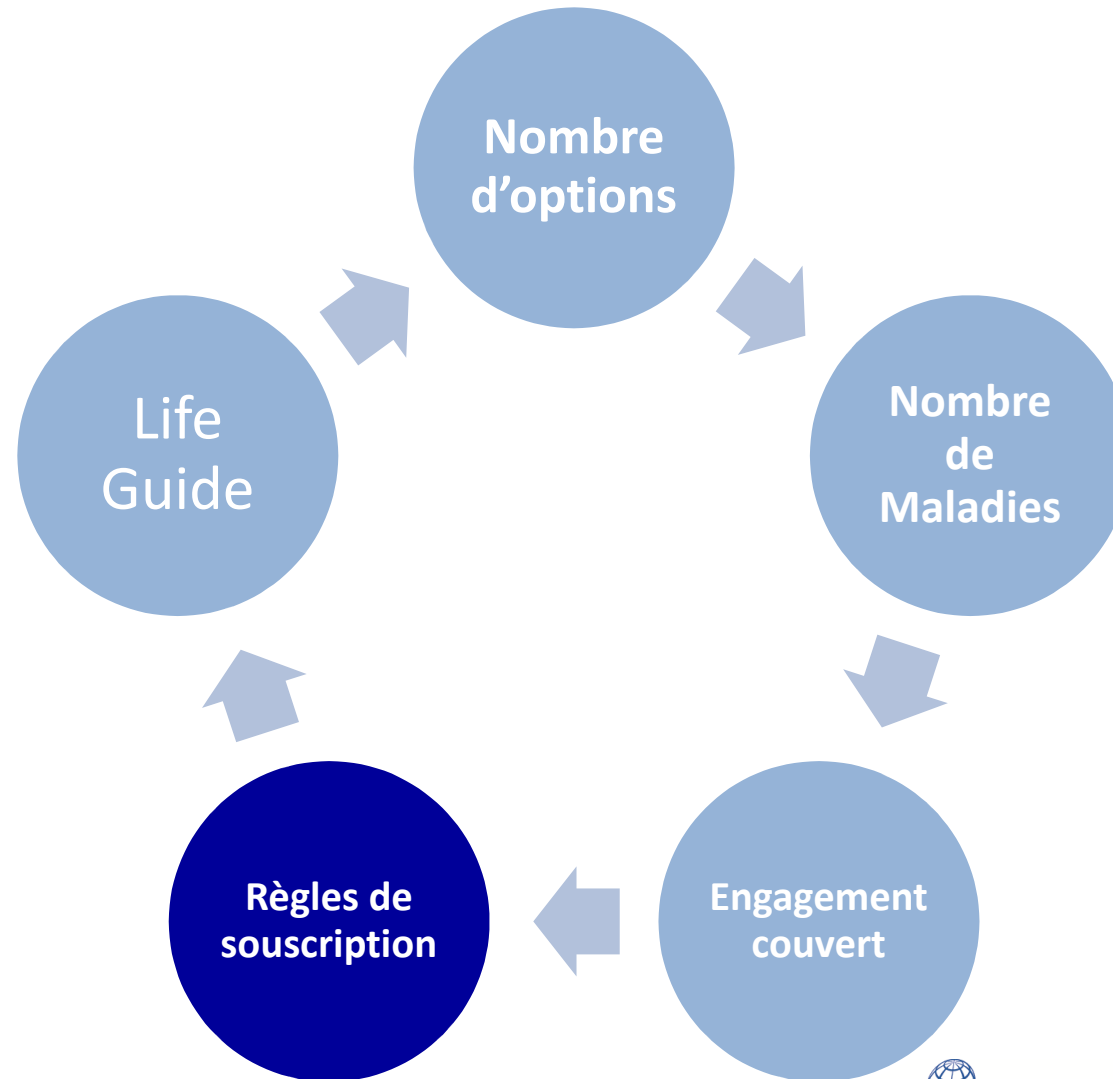 Nombre
d’options
Nombre
de
Maladies
Engagement
couvert
Règles de
souscription
Life
Guide